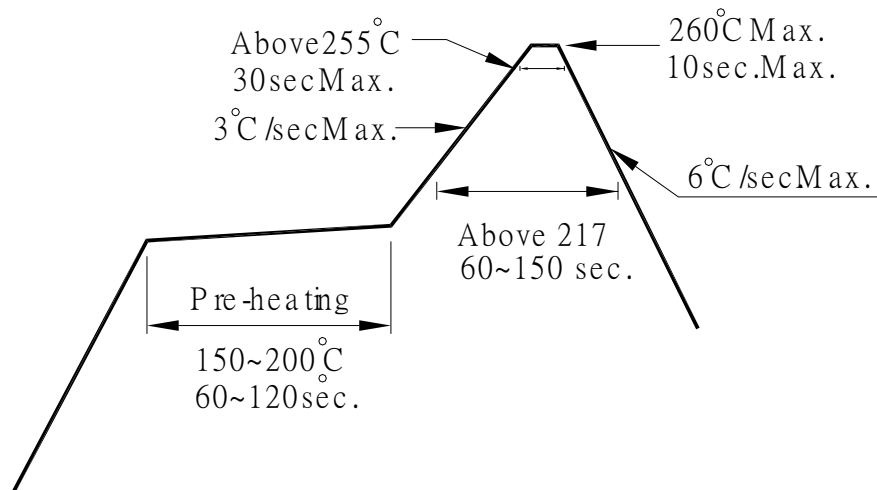 Above255°C
30secMax.
260°CMax.
10sec.Max.
3°C/secMax.
6°C/secMax.
Above 217
60~150 sec.
Pre-heating
150~200°C
60~120sec.